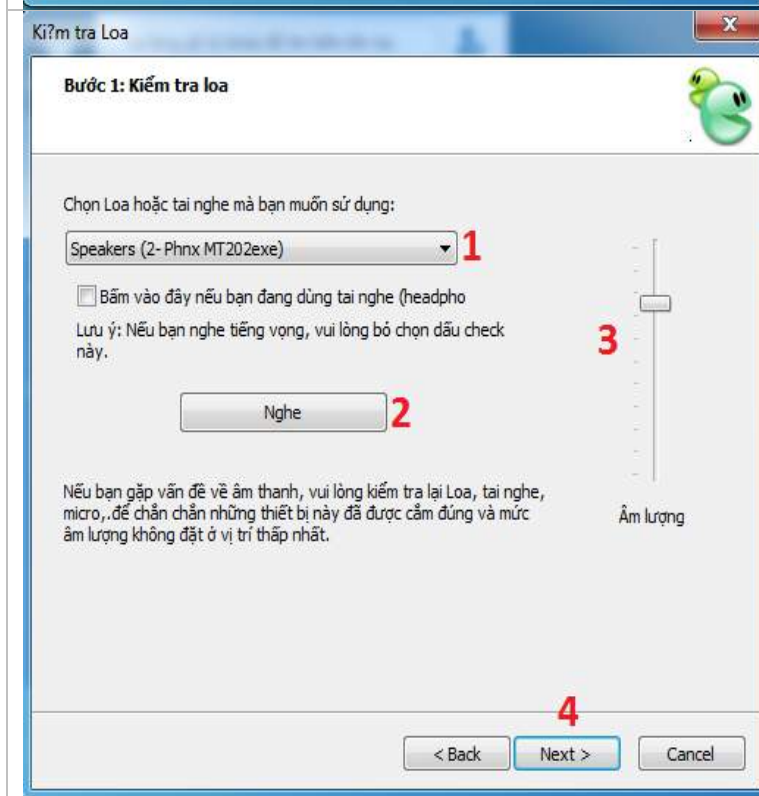 Ki?m tra Loa
X
Bước 1: Kiểm tra loa
Chọn Loa hoặc tai nghe mà bạn muốn sử dụng:
Speakers (2- Phnx MT202exe)
1
Bấm vào đây nếu bạn đang dùng tai nghe (headpho
Lưu ý: Nếu bạn nghe tiếng vọng, vui lòng bỏ chọn dấu check
này.
3
Nghe
2
Nếu bạn gặp vấn đề về âm thanh, vui lòng kiểm tra lại Loa, tai nghe,
micro,.để chắn chắn những thiết bị này đã được cắm đúng và mức
âm lượng không đặt ở vị trí thấp nhất.
Âm lượng
4
< Back
Next >
Cancel